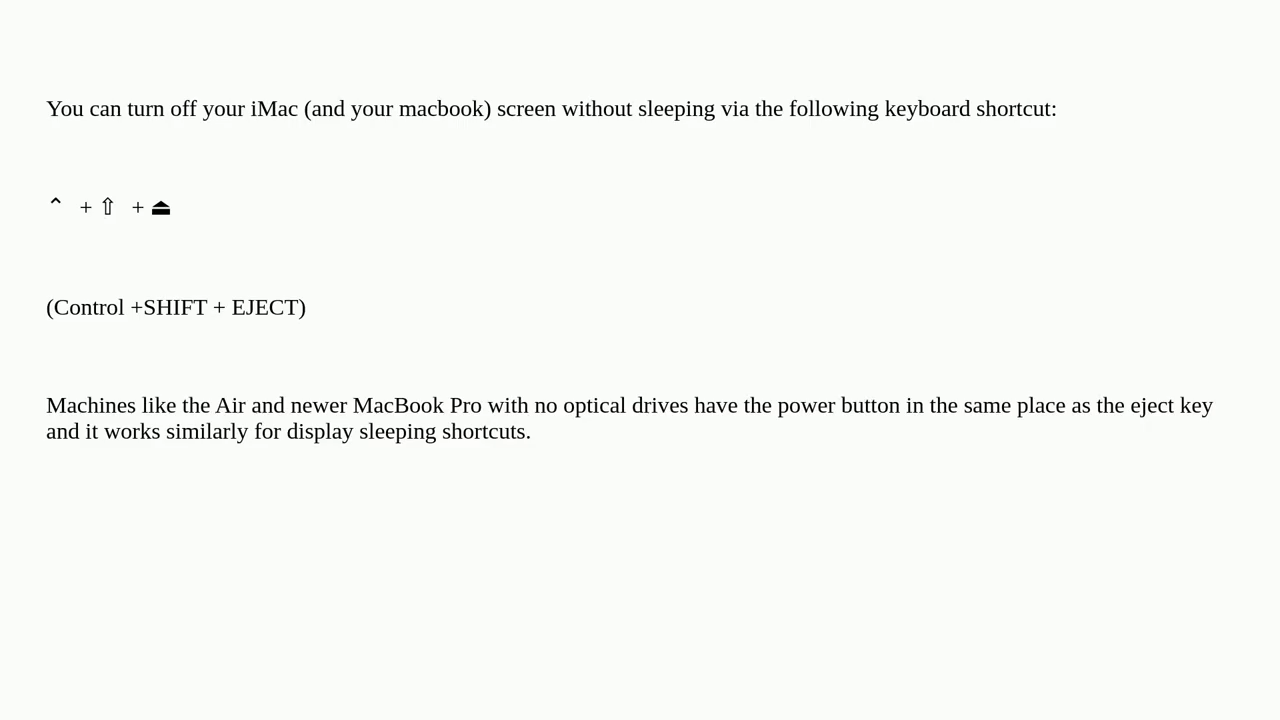 You can turn off your iMac (and your macbook) screen without sleeping via the following keyboard shortcut:
⌃ + ⇧ + ⏏
(Control +SHIFT + EJECT)
Machines like the Air and newer MacBook Pro with no optical drives have the power button in the same place as the eject key
and it works similarly for display sleeping shortcuts.